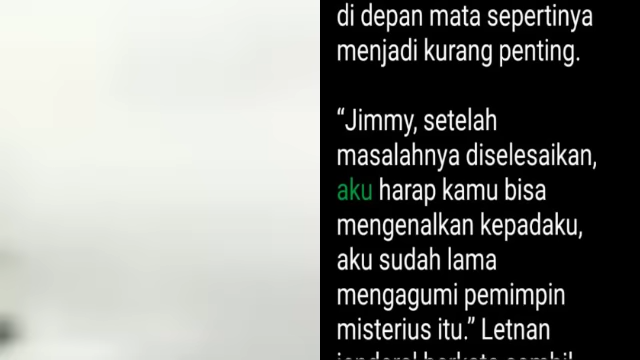 di depan mata sepertinya
menjadi kurang penting.
“Jimmy, setelah
masalahnya diselesaikan,
aku harap kamu bisa
mengenalkan kepadaku,
aku sudah lama
mengagumi pemimpin
misterius itu.” Letnan